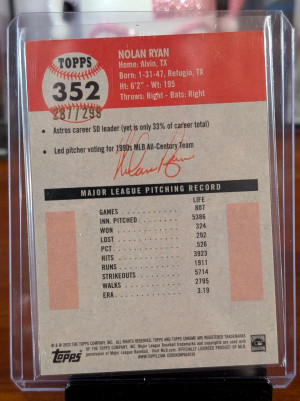 NOLAN RYAN
Home: Alvin, TX
Born: 1-31-47, Refugio, TX
Ht: 6'2" - Wt: 195
Throws: Right - Bats: Right
TOPPS
352
287/299
• Astros career SO leader (yet is only 33% of career total)
• Led pitcher voting for 1990s MLB All-Century Team
Nolan Ryan
MAJOR LEAGUE PITCHING RECORD
LIFE
GAMES 807
INN. PITCHED 5386
WON 324
LOST 292
PCT .526
HITS 3923
RUNS 1911
STRIKEOUTS 5714
WALKS 2795
ERA 3.19
Topps